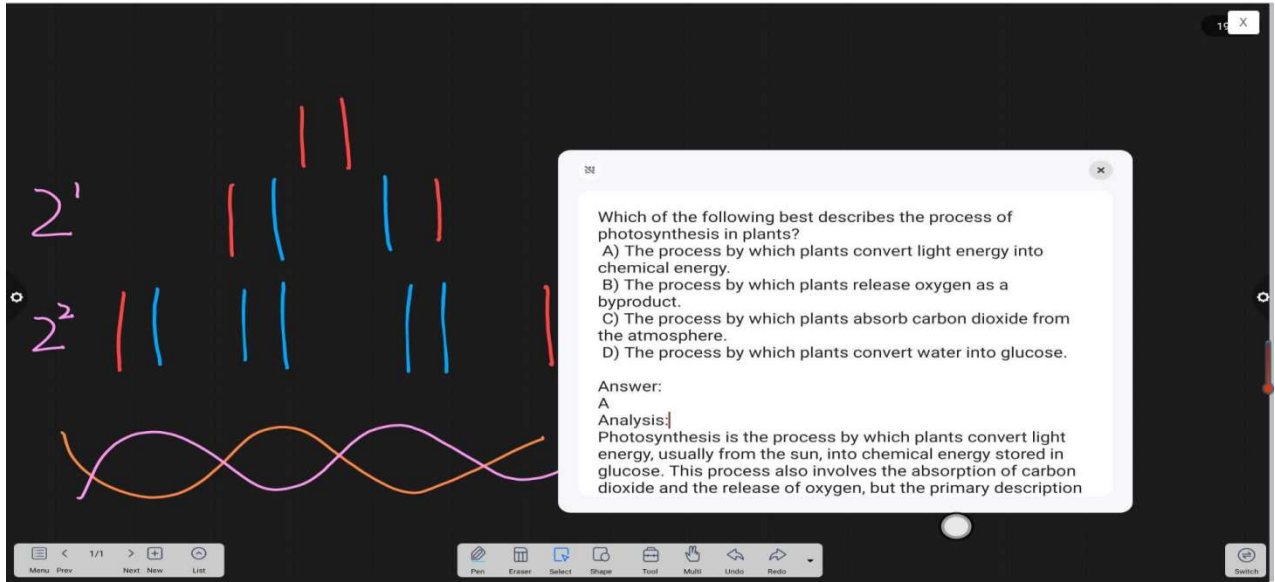 19
X
2¹
2²
Which of the following best describes the process of
photosynthesis in plants?
A) The process by which plants convert light energy into
chemical energy.
B) The process by which plants release oxygen as a
byproduct.
C) The process by which plants absorb carbon dioxide from
the atmosphere.
D) The process by which plants convert water into glucose.
Answer:
A
Analysis:
Photosynthesis is the process by which plants convert light
energy, usually from the sun, into chemical energy stored in
glucose. This process also involves the absorption of carbon
dioxide and the release of oxygen, but the primary description
1/1
Menu Prev Next New List
Pen Eraser Select Shape Tool Multi Undo Redo
Switch